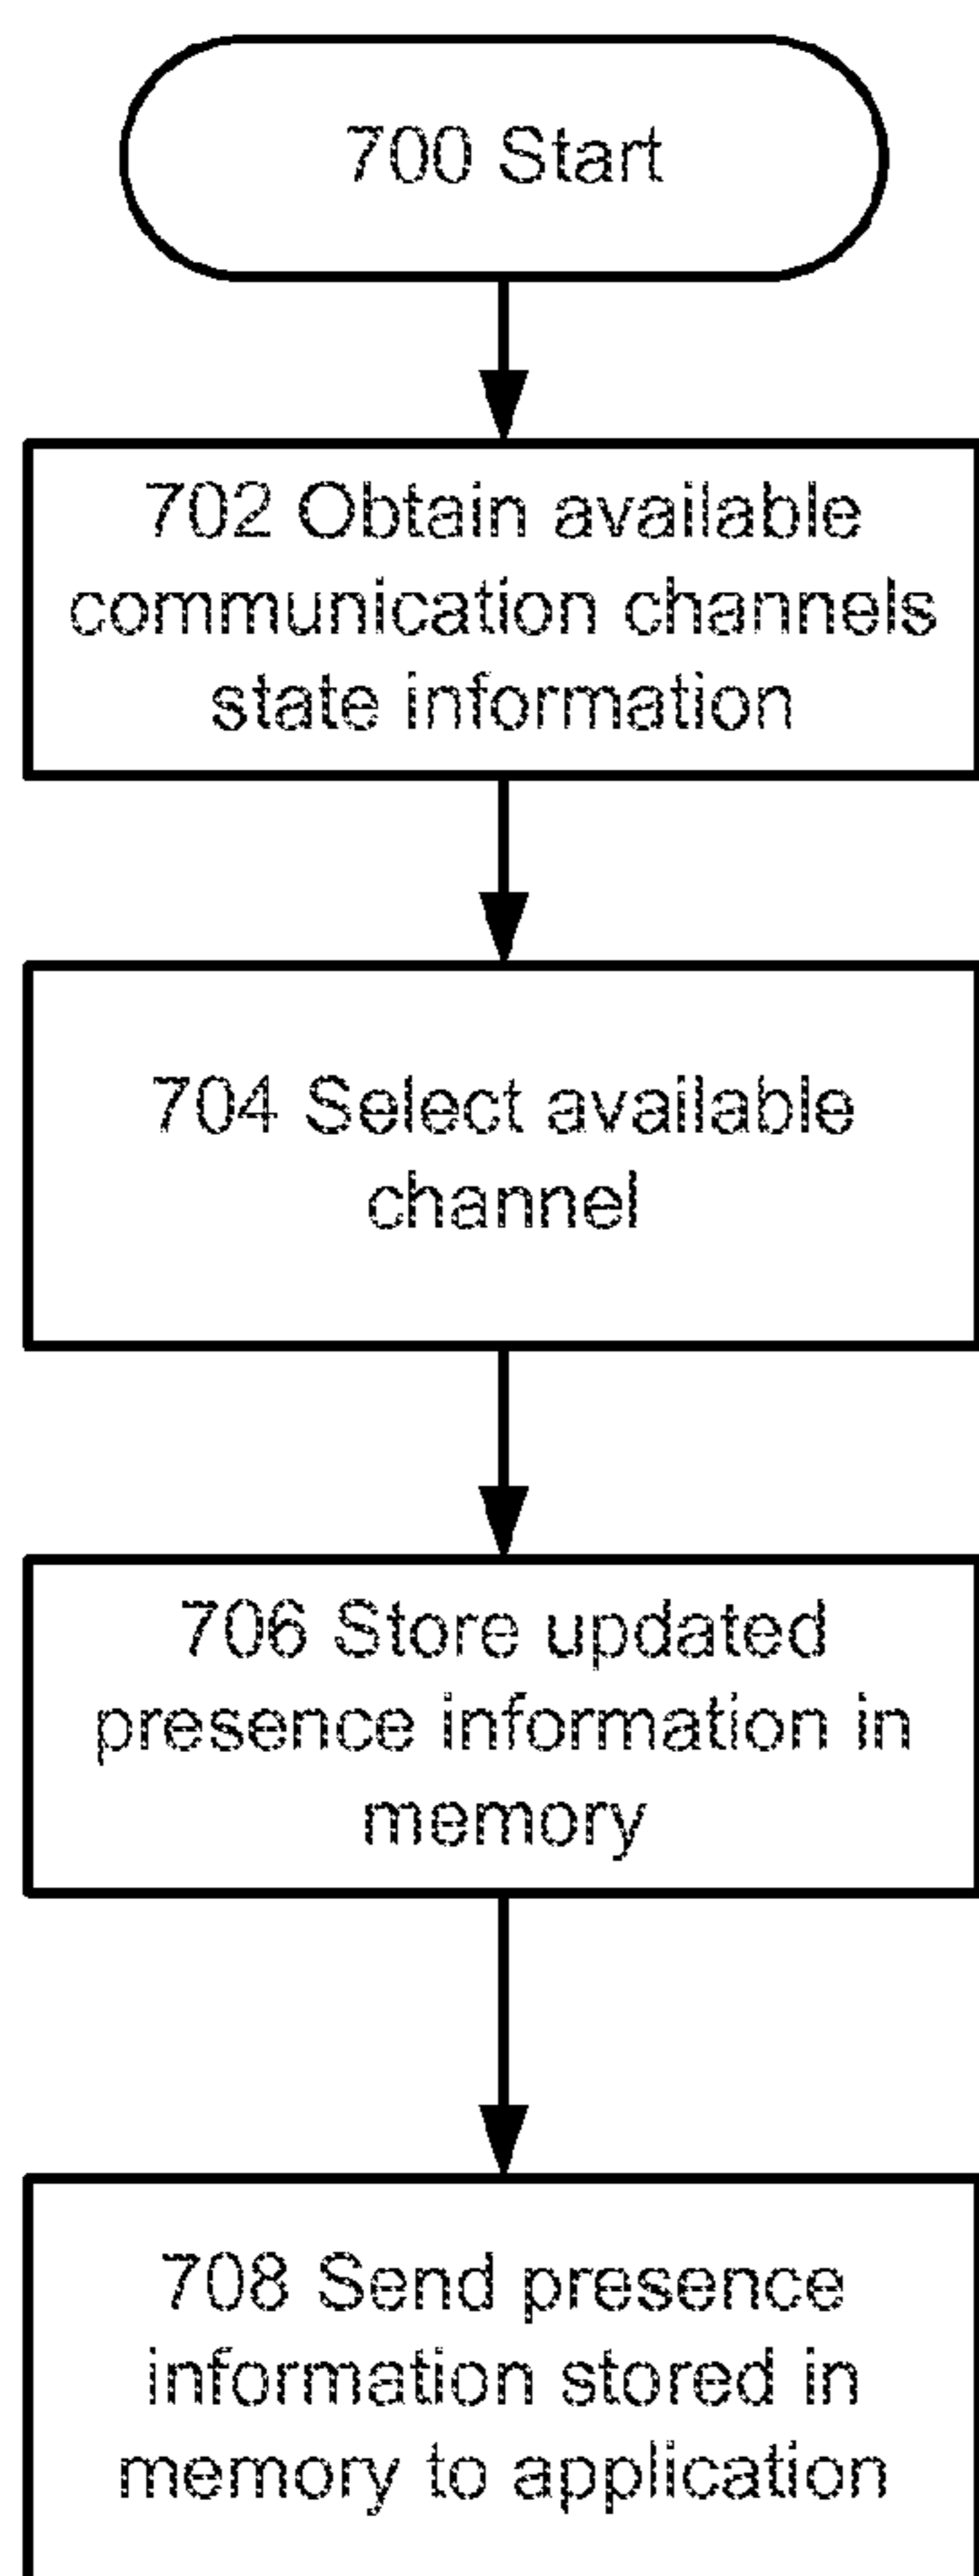 700 Start
702 Obtain available
communication channels
state information
704 Select available
channel
706 Store updated
presence information in
memory
708 Send presence
information stored in
memory to application